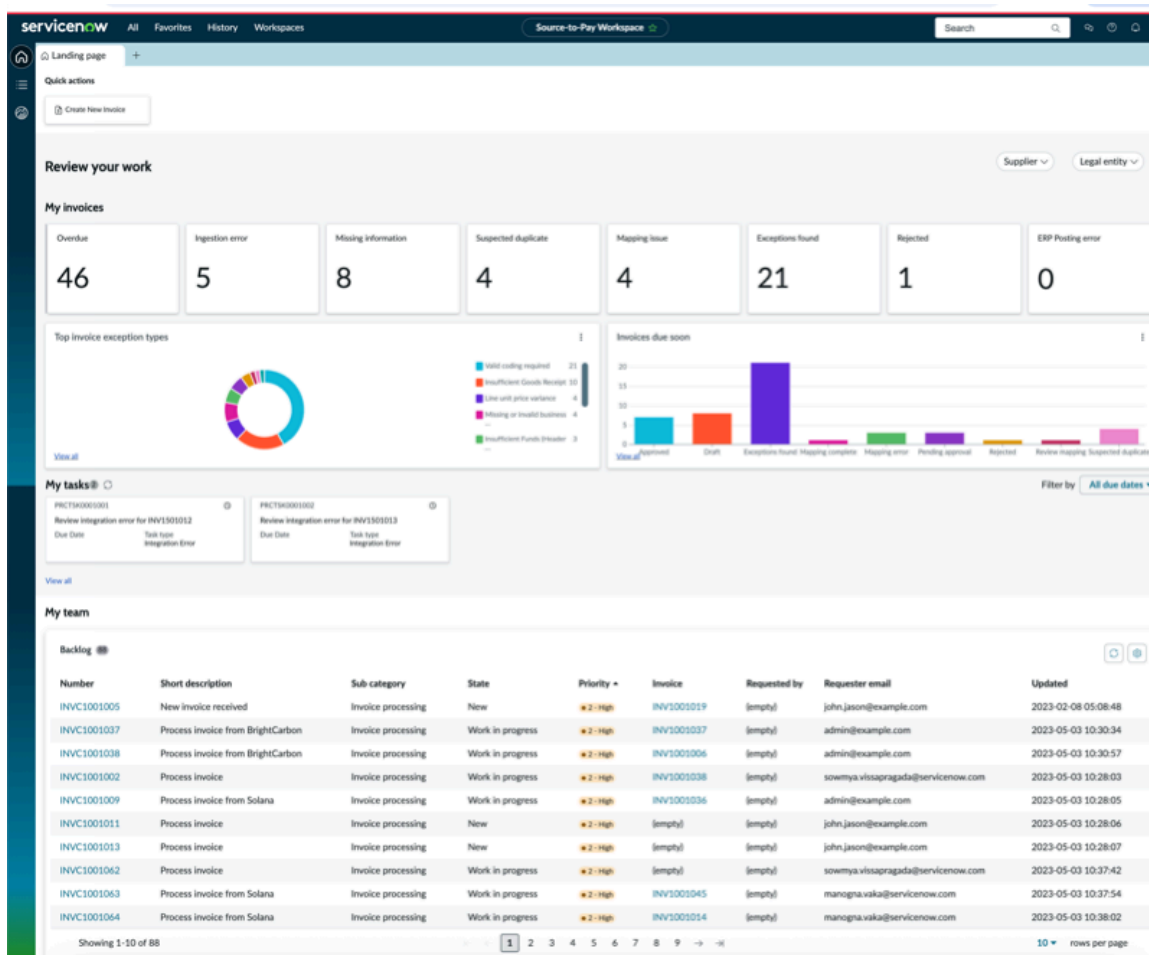 servicenow All Favorites History Workspaces Source-to-Pay Workspace Search
Landing page +
Quick actions
Create New Invoice
Review your work Supplier Legal entity
My invoices
Overdue Ingestion error Missing information Suspected duplicate Mapping issue Exceptions found Rejected ERP Posting error
46 5 8 4 4 21 1 0
Top invoice exception types
Valid coding required 21
Insufficient Goods Receipt 10
Line unit price variance 4
Missing or invalid business 4
...
Insufficient Funds (Header 3
...
View all
Invoices due soon
20
15
10
5
0
Approved Draft Exceptions found Mapping complete Mapping error Pending approval Rejected Review mapping Suspected duplicate
View all
My tasks Filter by All due dates
PRCTSK0001001
Review integration error for INV1501012
Due Date Task type
Integration Error
PRCTSK0001002
Review integration error for INV1501013
Due Date Task type
Integration Error
View all
My team
Backlog
Number Short description Sub category State Priority Invoice Requested by Requester email Updated
INVC1001005 New invoice received Invoice processing New 2 - High INV1001019 (empty) john.jason@example.com 2023-02-08 05:08:48
INVC1001037 Process invoice from BrightCarbon Invoice processing Work in progress 2 - High INV1001037 (empty) admin@example.com 2023-05-03 10:30:34
INVC1001038 Process invoice from BrightCarbon Invoice processing Work in progress 2 - High INV1001006 (empty) admin@example.com 2023-05-03 10:30:57
INVC1001002 Process invoice Invoice processing Work in progress 2 - High INV1001038 (empty) sowmya.vissapragada@servicenow.com 2023-05-03 10:28:03
INVC1001009 Process invoice from Solana Invoice processing Work in progress 2 - High INV1001036 (empty) admin@example.com 2023-05-03 10:28:05
INVC1001011 Process invoice Invoice processing New 2 - High (empty) (empty) john.jason@example.com 2023-05-03 10:28:06
INVC1001013 Process invoice Invoice processing New 2 - High (empty) (empty) john.jason@example.com 2023-05-03 10:28:07
INVC1001062 Process invoice Invoice processing Work in progress 2 - High (empty) (empty) sowmya.vissapragada@servicenow.com 2023-05-03 10:37:42
INVC1001063 Process invoice from Solana Invoice processing Work in progress 2 - High INV1001045 (empty) manogna.vaka@servicenow.com 2023-05-03 10:37:54
INVC1001064 Process invoice from Solana Invoice processing Work in progress 2 - High INV1001014 (empty) manogna.vaka@servicenow.com 2023-05-03 10:38:02
Showing 1-10 of 88 1 2 3 4 5 6 7 8 9 10 rows per page